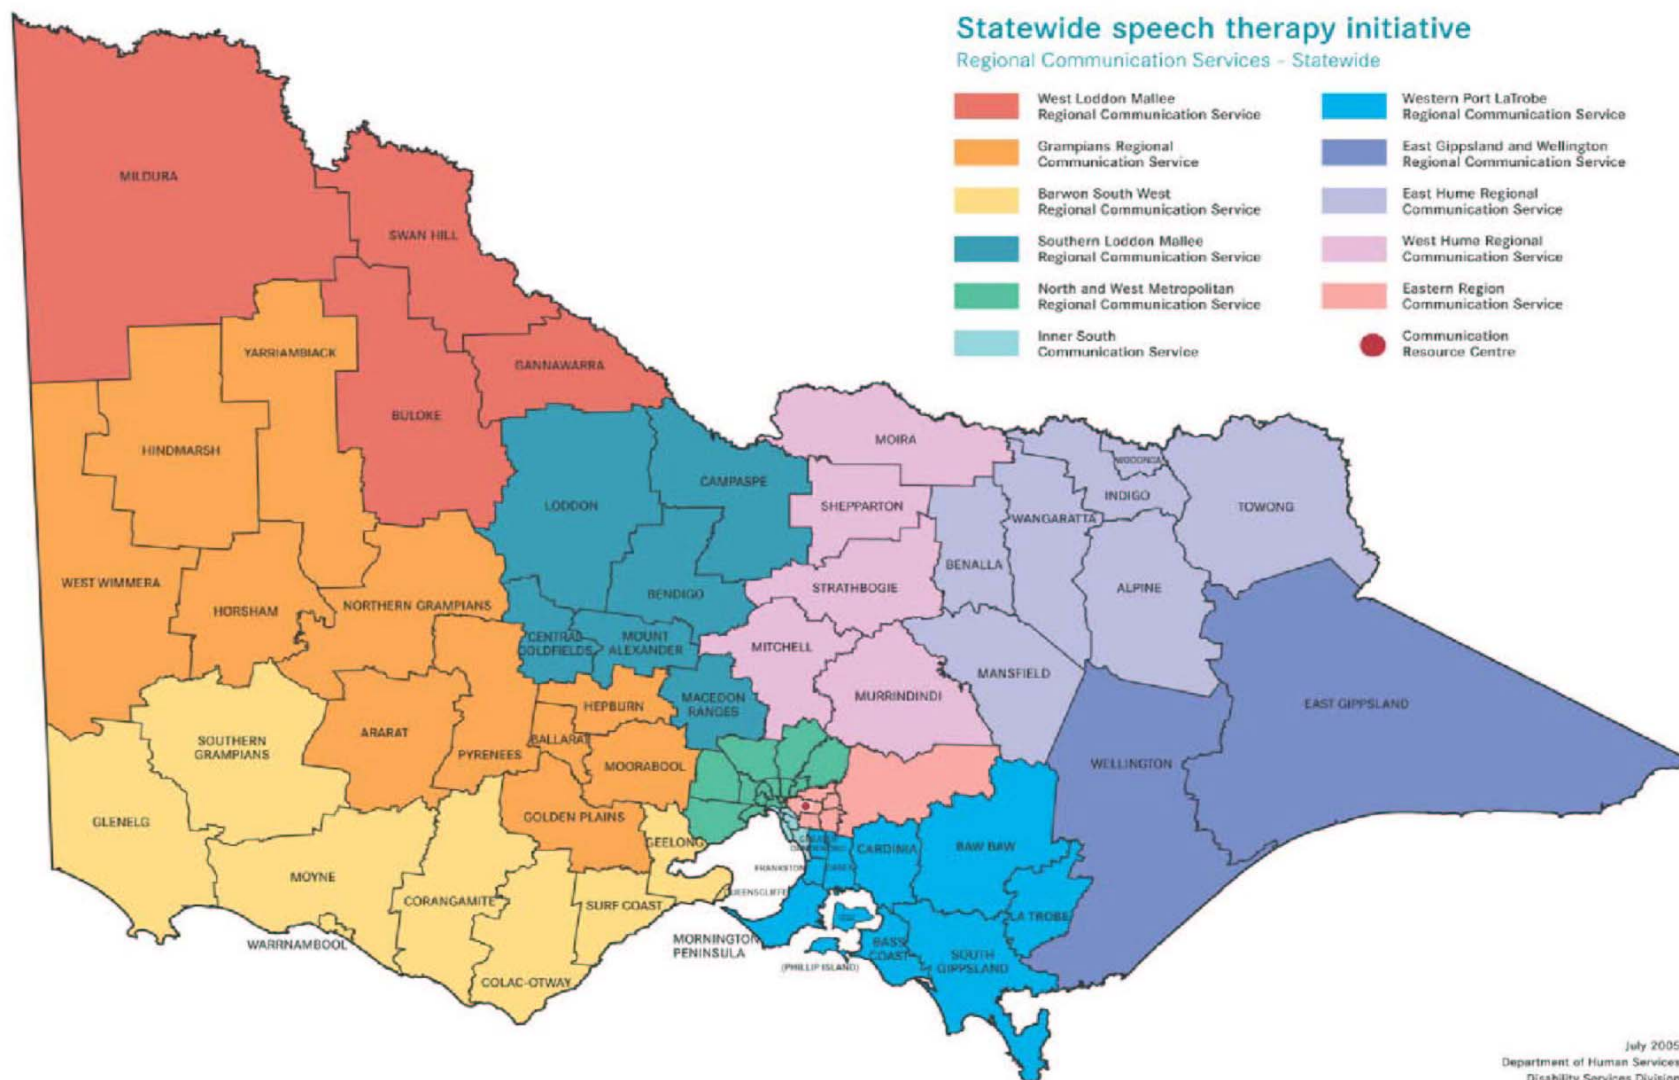 Statewide speech therapy initiative
Regional Communication Services – Statewide
West Loddon Mallee
Regional Communication Service
Grampians Regional
Communication Service
Barwon South West
Regional Communication Service
Southern Loddon Mallee
Regional Communication Service
North and West Metropolitan
Regional Communication Service
Inner South
Communication Service
Western Port LaTrobe
Regional Communication Service
East Gippsland and Wellington
Regional Communication Service
East Hume Regional
Communication Service
West Hume Regional
Communication Service
Eastern Region
Communication Service
Communication
Resource Centre
MILDURA
SWAN HILL
YARRIAMBIACK
GANNAWARRA
BULOKE
HINDMARSH
MOIRA
WODONGA
CAMPASPE
INDIGO
LODDON
SHEPPARTON
WANGARATTA
TOWONG
WEST WIMMERA
BENALLA
STRATHBOGIE
ALPINE
BENDIGO
HORSHAM
NORTHERN GRAMPIANS
CENTRAL
GOLDFIELDS
MOUNT
ALEXANDER
MITCHELL
MANSFIELD
MURRINDINDI
MACEDON
RANGES
HEPBURN
EAST GIPPSLAND
SOUTHERN
GRAMPIANS
ARARAT
BALLARAT
PYRENEES
MOORABOOL
WELLINGTON
GLENELG
GOLDEN PLAINS
GEELONG
GREATER
DANDENONG
CARDINIA
BAW BAW
FRANKSTON
CASEY
MOYNE
QUEENSCLIFFE
CORANGAMITE
SURF COAST
LA TROBE
WARRNAMBOOL
MORNINGTON
PENINSULA
BASS
COAST
SOUTH
GIPPSLAND
(PHILLIP ISLAND)
COLAC-OTWAY
July 2005
Department of Human Services
Disability Services Division